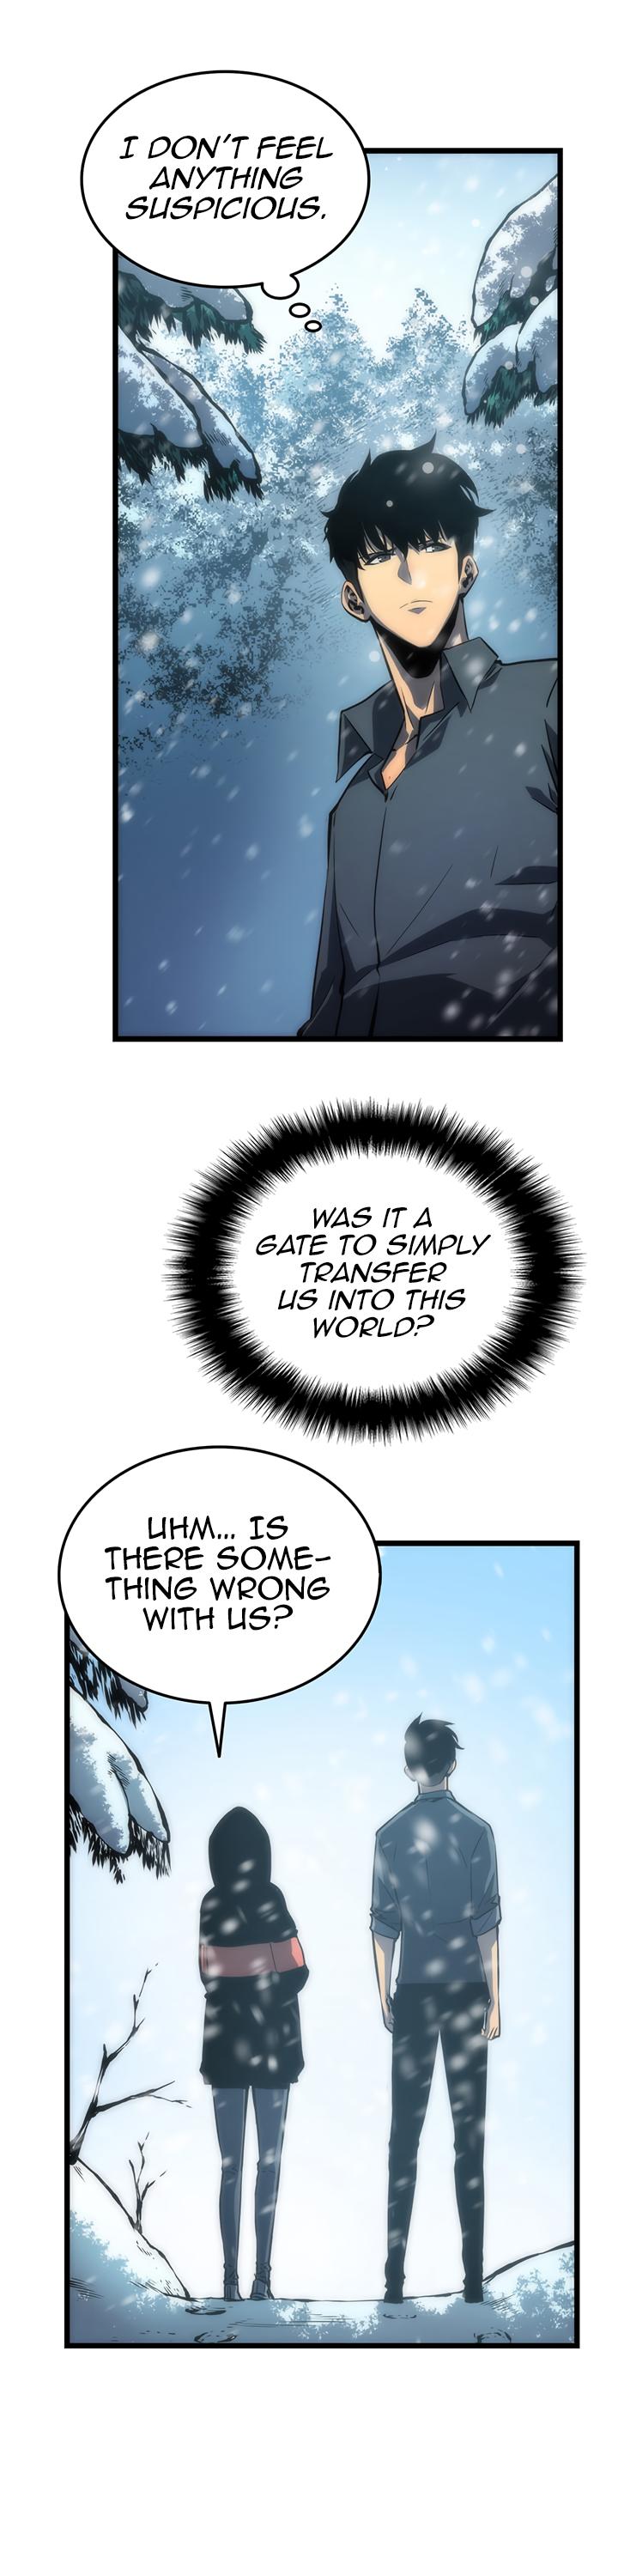 I DON'T FEEL
ANYTHING
SUSPICIOUS.
WAS IT A
GATE TO SIMPLY
TRANSFER
US INTO THIS
WORLD?
UHM... IS
THERE SOME-
THING WRONG
WITH US?